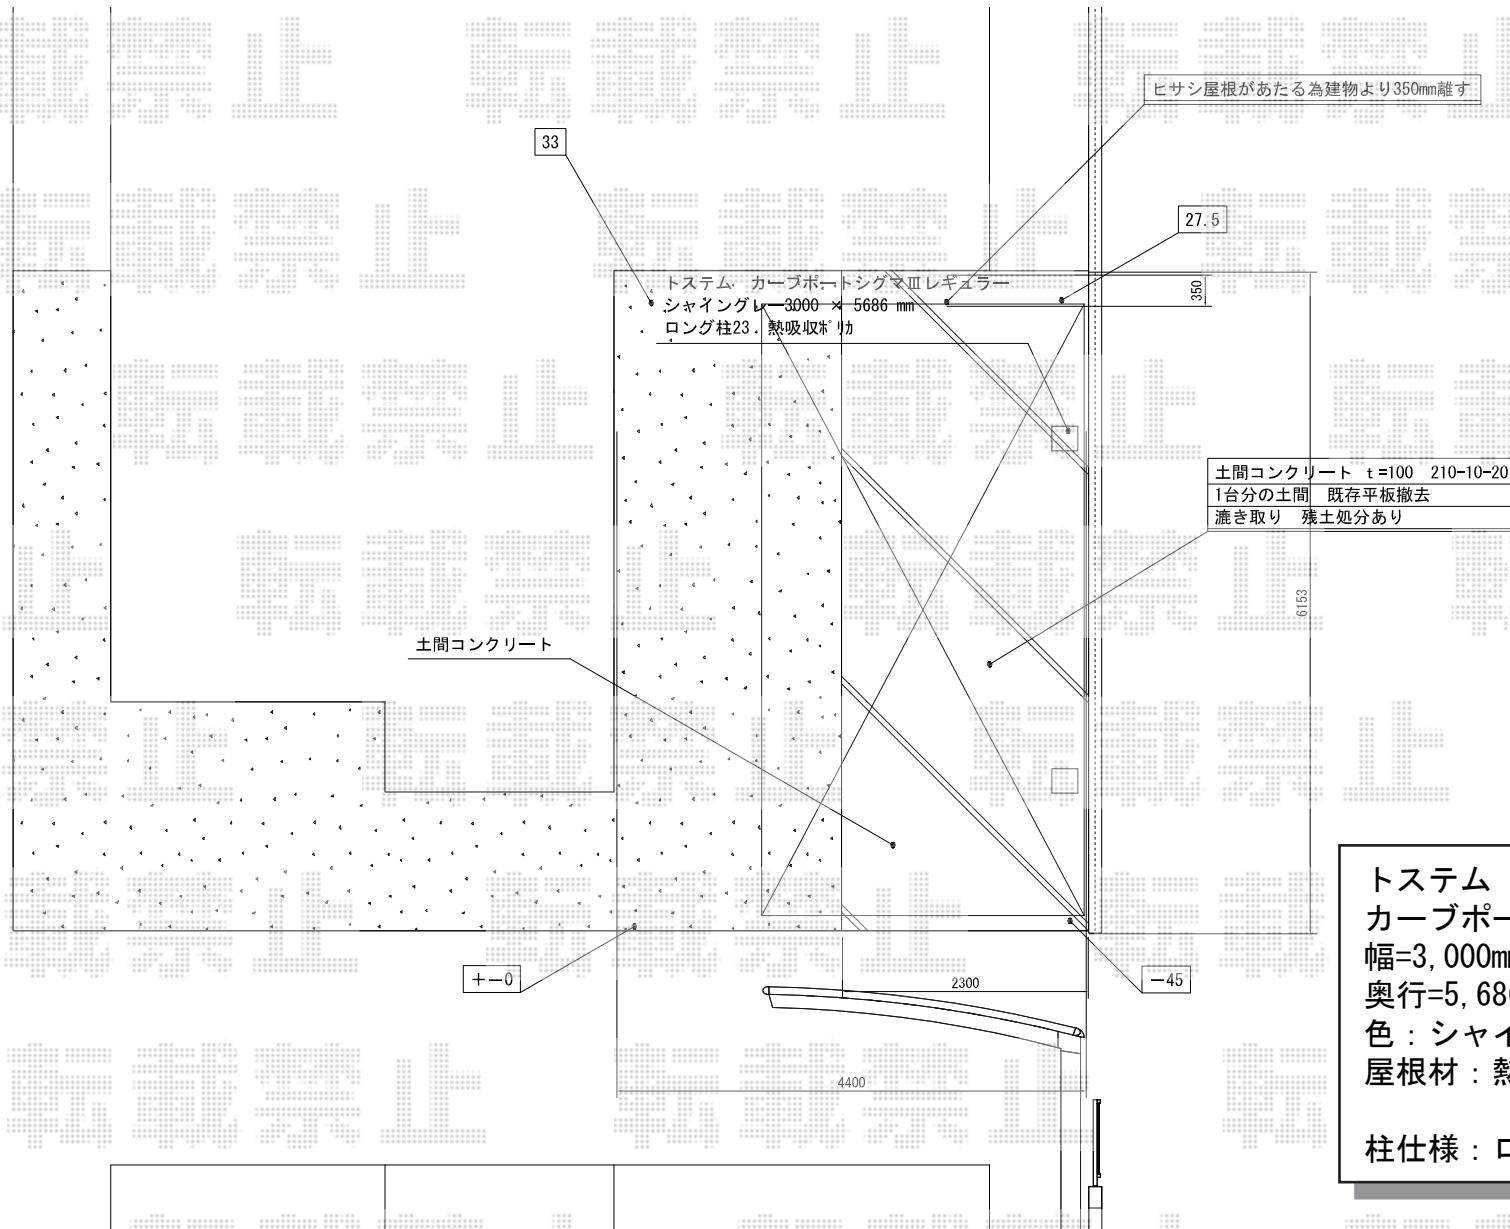 転載禁止
ヒサシ屋根があたる為建物より350mm離す
33
27.5
トステム カーブポートシグマⅢレギュラー
シャイングレー3000 × 5686 mm
ロング柱23. 熱吸収ﾎﾟﾘｶ
350
土間コンクリート t=100 210-10-20
1台分の土間 既存平板撤去
漉き取り 残土処分あり
6153
土間コンクリート
+-0
2300
-45
4400
トステム
カーブポー
幅=3,000mm
奥行=5,68
色:シャイ
屋根材:熱
柱仕様:ロ